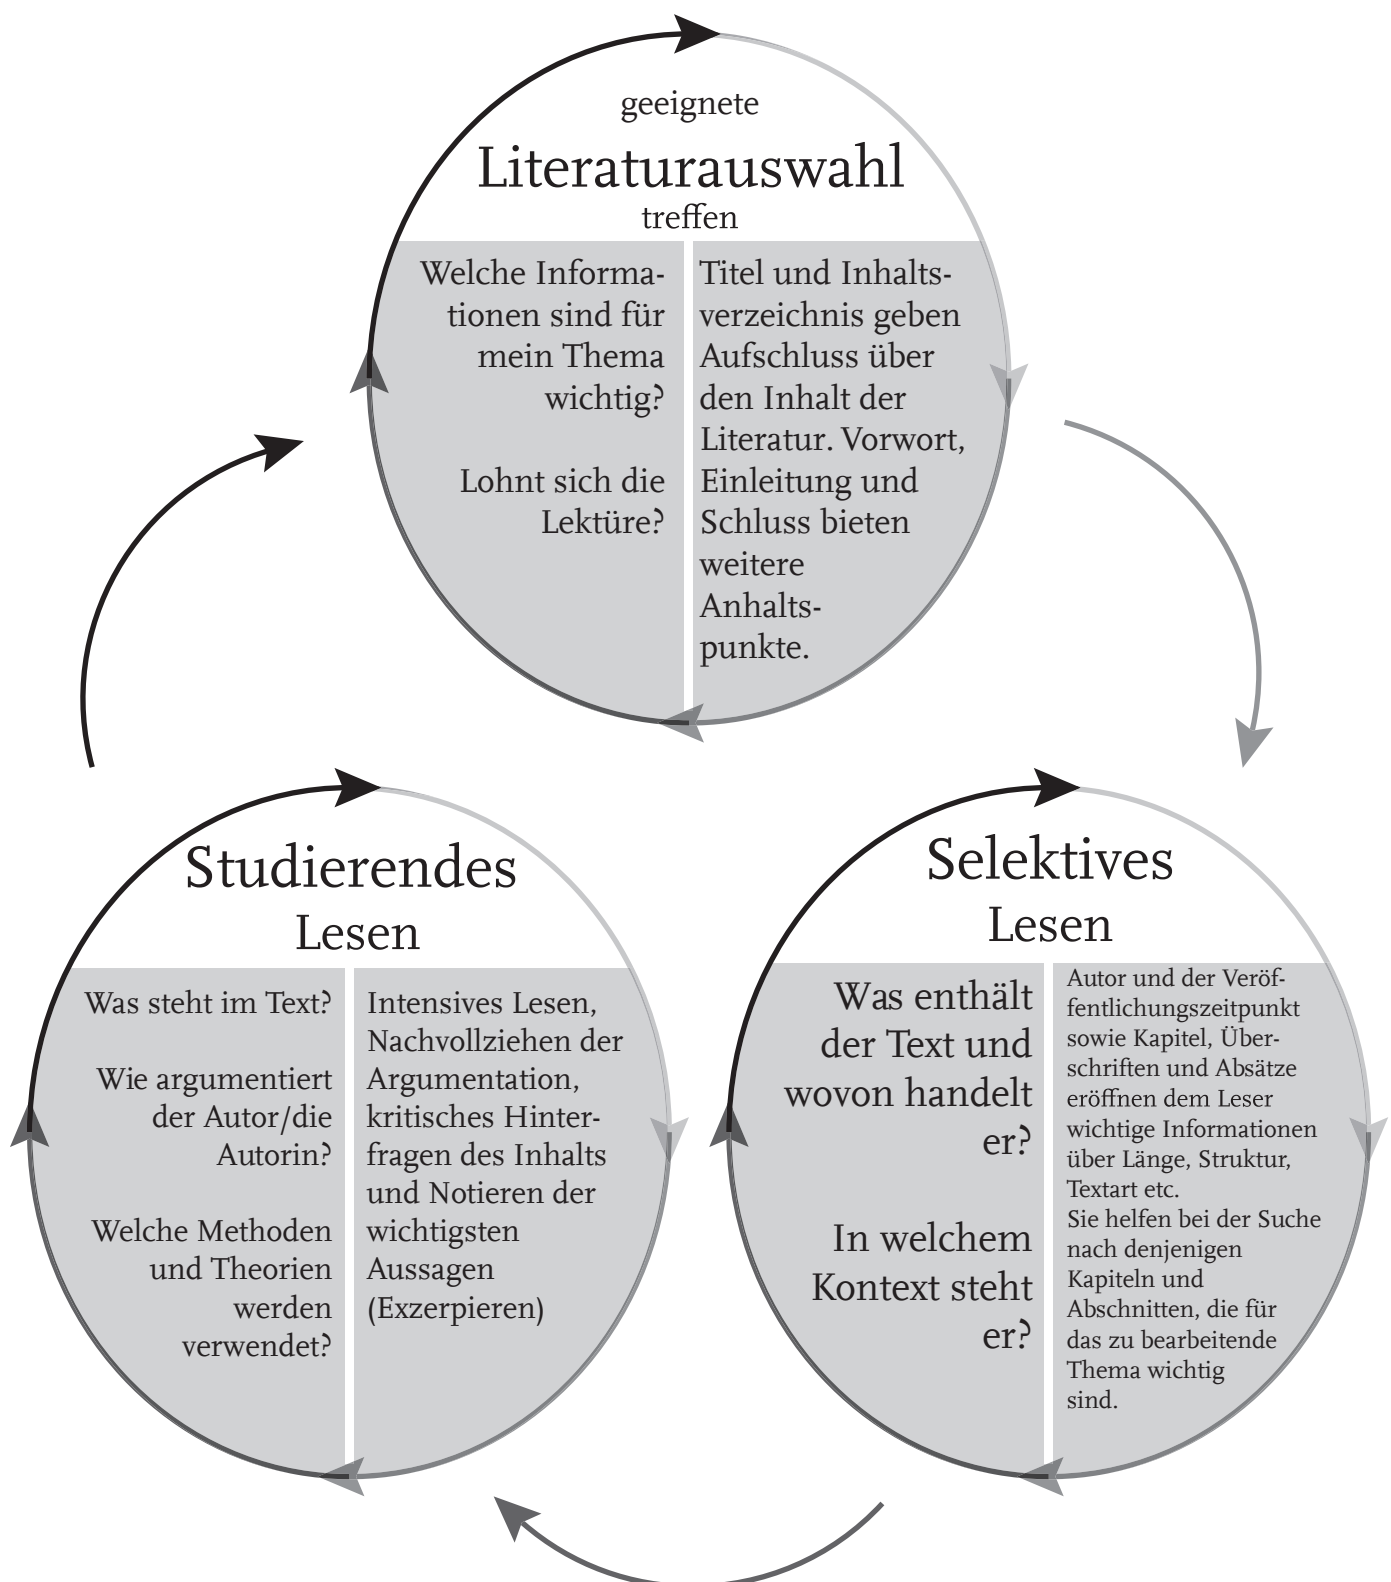 geeignete
Literaturauswahl
treffen
Welche Informa-
tionen sind für
mein Thema
wichtig?
Lohnt sich die
Lektüre?
Titel und Inhalts-
verzeichnis geben
Aufschluss über
den Inhalt der
Literatur. Vorwort,
Einleitung und
Schluss bieten
weitere
Anhalts-
punkte.
Studierendes
Lesen
Was steht im Text?
Wie argumentiert
der Autor/die
Autorin?
Welche Methoden
und Theorien
werden
verwendet?
Intensives Lesen,
Nachvollziehen der
Argumentation,
kritisches Hinter-
fragen des Inhalts
und Notieren der
wichtigsten
Aussagen
(Exzerpieren)
Selektives
Lesen
Was enthält
der Text und
wovon handelt
er?
In welchem
Kontext steht
er?
Autor und der Veröf-
fentlichungszeitpunkt
sowie Kapitel, Über-
schriften und Absätze
eröffnen dem Leser
wichtige Informationen
über Länge, Struktur,
Textart etc.
Sie helfen bei der Suche
nach denjenigen
Kapiteln und
Abschnitten, die für
das zu bearbeitende
Thema wichtig
sind.